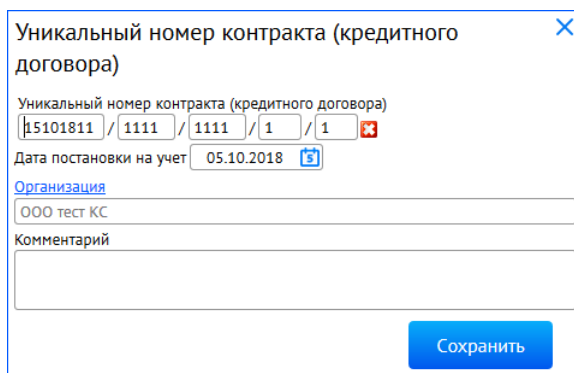 Уникальный номер контракта (кредитного
договора)
Уникальный номер контракта (кредитного договора)
15101811 / 1111 / 1111 / 1 / 1
Дата постановки на учет 05.10.2018 5
Организация
ООО тест КС
Комментарий
Сохранить